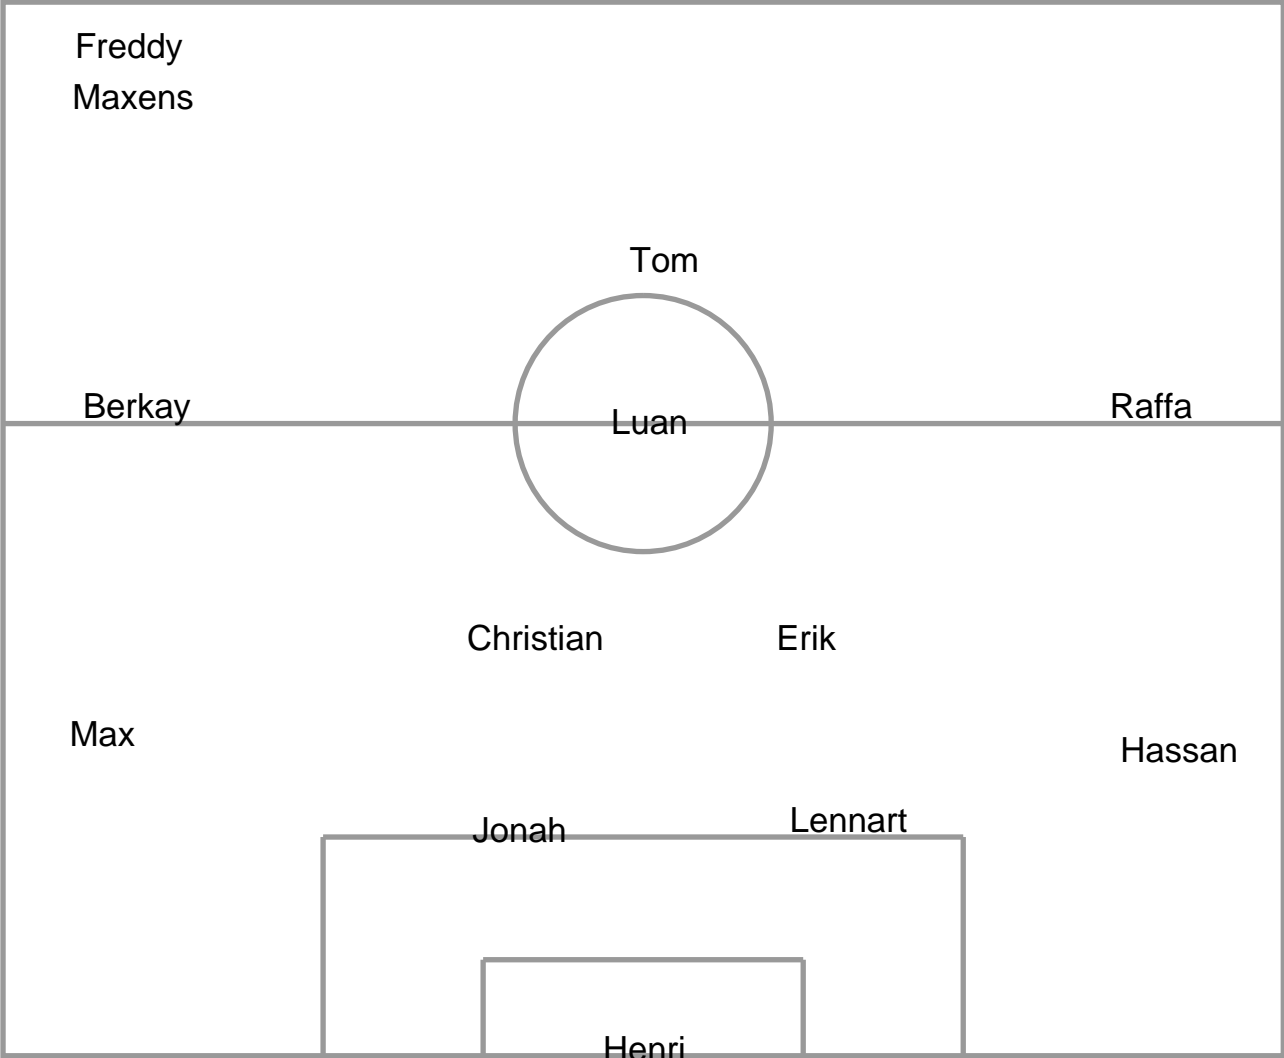 Freddy
Maxens
Tom
Berkay
Luan
Raffa
Christian
Erik
Max
Hassan
Jonah
Lennart
Henri